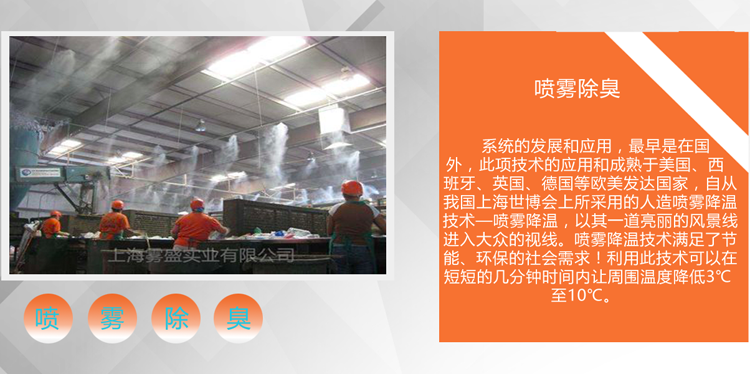 喷雾除臭
系统的发展和应用，最早是在国
外，此项技术的应用和成熟于美国、西
班牙、英国、德国等欧美发达国家，自从
我国上海世博会上所采用的人造喷雾降温
技术—喷雾降温，以其一道亮丽的风景线
进入大众的视线。喷雾降温技术满足了节
能、环保的社会需求！利用此技术可以在
短短的几分钟时间内让周围温度降低3℃
至10℃。
上海雾盛实业有限公司
喷 雾 除 臭